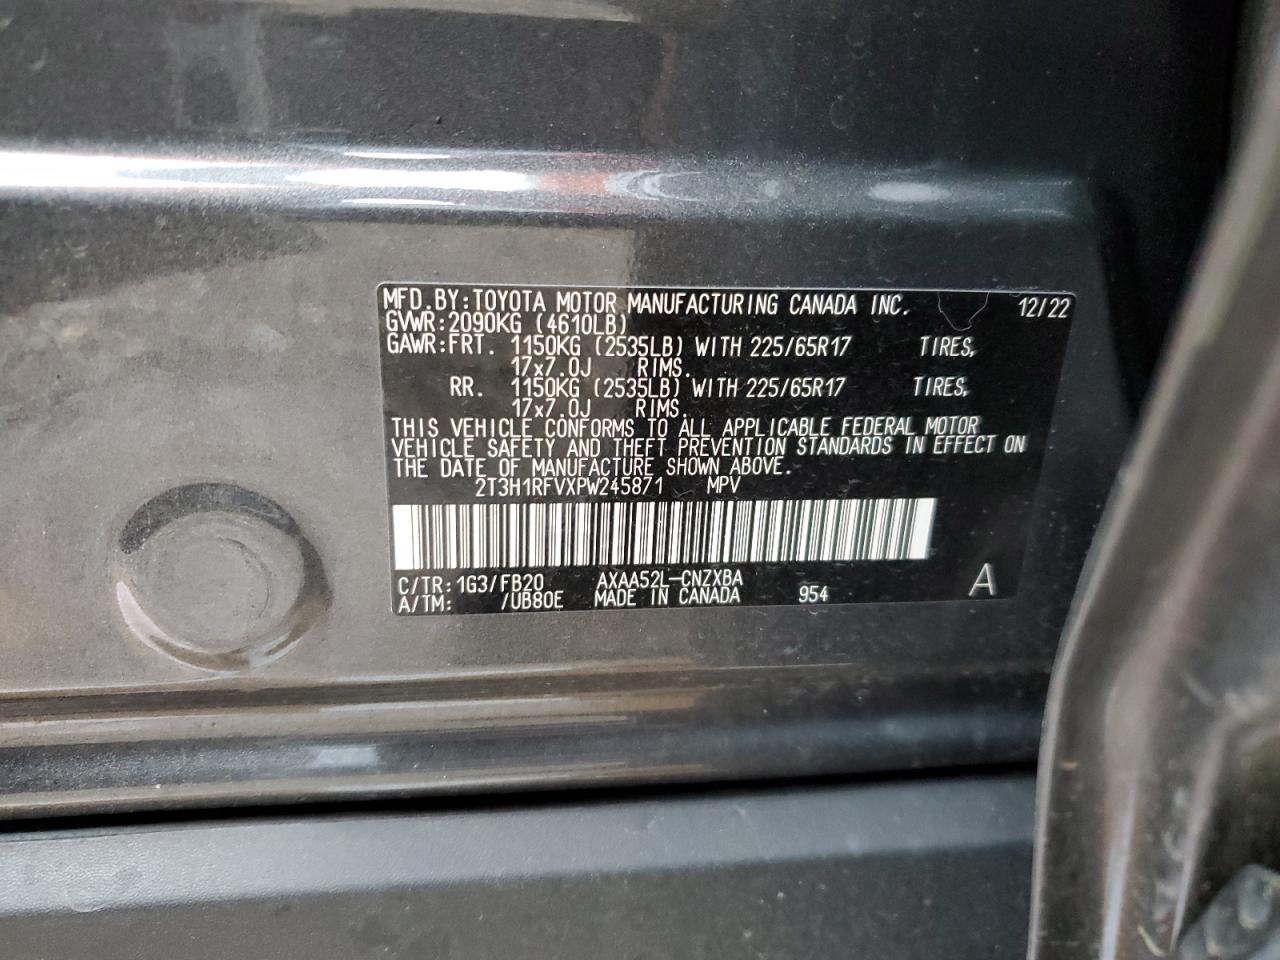 MFD.BY:TOYOTA MOTOR MANUFACTURING CANADA INC. 12/22
GVWR:2090KG (4610LB)
GAWR:FRT. 1150KG (2535LB) WITH 225/65R17 TIRES,
17x7.0J RIMS.
RR. 1150KG (2535LB) WITH 225/65R17 TIRES,
17x7.0J RIMS.
THIS VEHICLE CONFORMS TO ALL APPLICABLE FEDERAL MOTOR
VEHICLE SAFETY AND THEFT PREVENTION STANDARDS IN EFFECT ON
THE DATE OF MANUFACTURE SHOWN ABOVE.
2T3H1RFVXPW245871 MPV
C/TR:1G3/FB20 AXAA52L-CNZXBA A
A/TM: /UB80E MADE IN CANADA 954